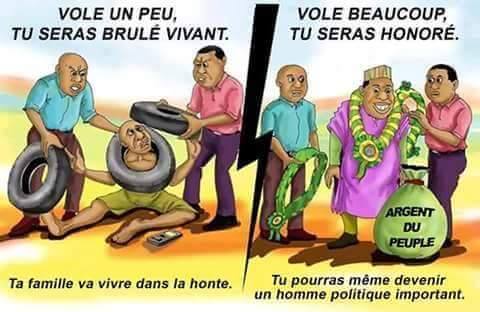 VOLE UN PEU,
TU SERAS BRULÉ VIVANT.
VOLE BEAUCOUP,
TU SERAS HONORÉ.
ARGENT
DU
PEUPLE
Ta famille va vivre dans la honte.
Tu pourras même devenir
un homme politique important.